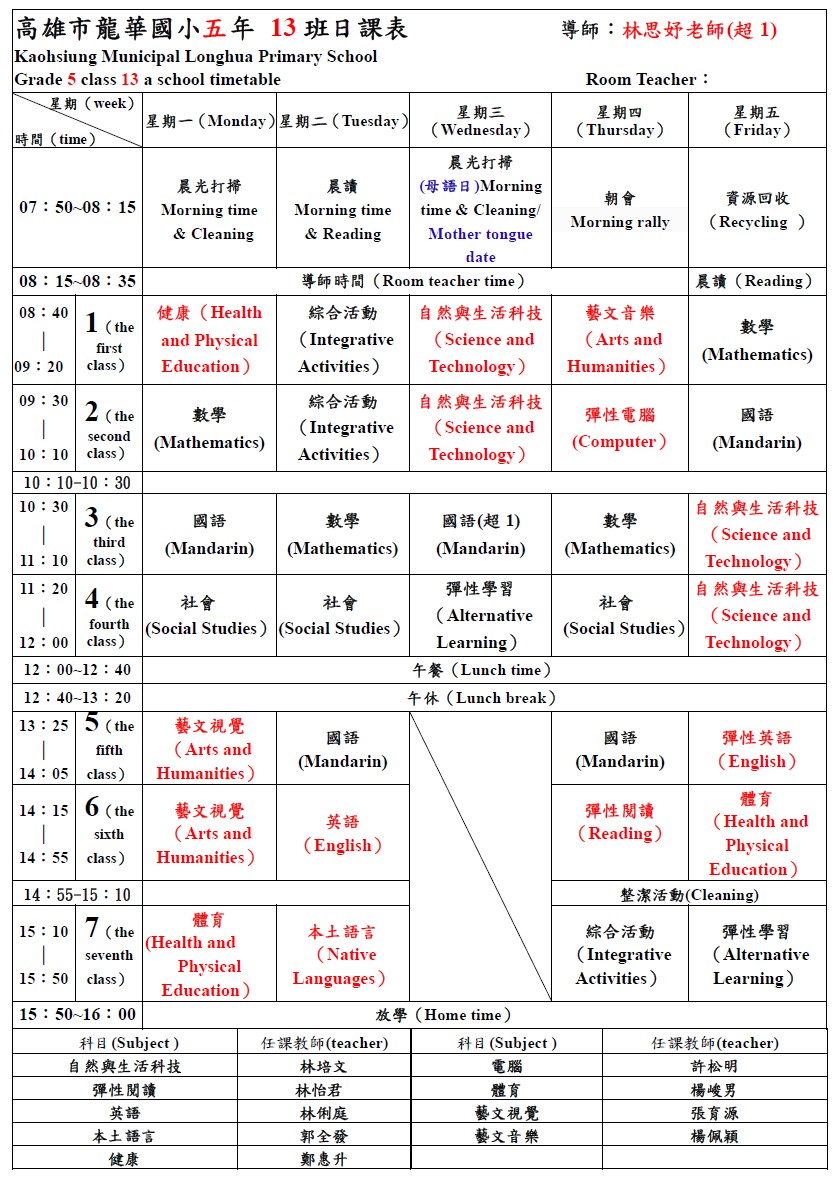 高雄市龍華國小五年 13 班日課表 導師：林思妤老師(超 1)
Kaohsiung Municipal Longhua Primary School
Grade 5 class 13 a school timetable Room Teacher：
星期（week）
時間（time）
星期一（Monday） 星期二（Tuesday） 星期三（Wednesday） 星期四（Thursday） 星期五（Friday）
07：50~08：15
晨光打掃
Morning time
& Cleaning
晨讀
Morning time
& Reading
晨光打掃
(母語日)Morning
time & Cleaning/
Mother tongue
date
朝會
Morning rally
資源回收
（Recycling ）
08：15~08：35 導師時間（Room teacher time） 晨讀（Reading）
08：40
｜
09：20
1（the
first
class）
健康（Health
and Physical
Education）
綜合活動
（Integrative
Activities）
自然與生活科技
（Science and
Technology）
藝文音樂
（Arts and
Humanities）
數學
(Mathematics)
09：30
｜
10：10
2（the
second
class）
數學
(Mathematics)
綜合活動
（Integrative
Activities）
自然與生活科技
（Science and
Technology）
彈性電腦
(Computer）
國語
(Mandarin)
10：10-10：30
10：30
｜
11：10
3（the
third
class）
國語
(Mandarin)
數學
(Mathematics)
國語(超 1)
(Mandarin)
數學
(Mathematics)
自然與生活科技
（Science and
Technology）
11：20
｜
12：00
4（the
fourth
class）
社會
(Social Studies）
社會
(Social Studies）
彈性學習
（Alternative
Learning）
社會
(Social Studies）
自然與生活科技
（Science and
Technology）
12：00~12：40 午餐（Lunch time）
12：40~13：20 午休（Lunch break）
13：25
｜
14：05
5（the
fifth
class）
藝文視覺
（Arts and
Humanities）
國語
(Mandarin)
國語
(Mandarin)
彈性英語
（English）
14：15
｜
14：55
6（the
sixth
class）
藝文視覺
（Arts and
Humanities）
英語
（English）
彈性閱讀
（Reading）
體育
（Health and
Physical
Education）
14：55-15：10 整潔活動(Cleaning)
15：10
｜
15：50
7（the
seventh
class）
體育
(Health and
Physical
Education）
本土語言
（Native
Languages）
綜合活動
（Integrative
Activities）
彈性學習
（Alternative
Learning）
15：50~16：00 放學（Home time）
科目(Subject ) 任課教師(teacher) 科目(Subject ) 任課教師(teacher)
自然與生活科技 林培文 電腦 許松明
彈性閱讀 林怡君 體育 楊峻男
英語 林俐庭 藝文視覺 張育源
本土語言 郭全發 藝文音樂 楊佩穎
健康 鄭惠升